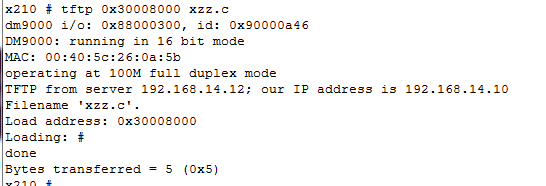 x210 # tftp 0x30008000 xzz.c
dm9000 i/o: 0x88000300, id: 0x90000a46
DM9000: running in 16 bit mode
MAC: 00:40:5c:26:0a:5b
operating at 100M full duplex mode
TFTP from server 192.168.14.12; our IP address is 192.168.14.10
Filename 'xzz.c'.
Load address: 0x30008000
Loading: #
done
Bytes transferred = 5 (0x5)
x210 #